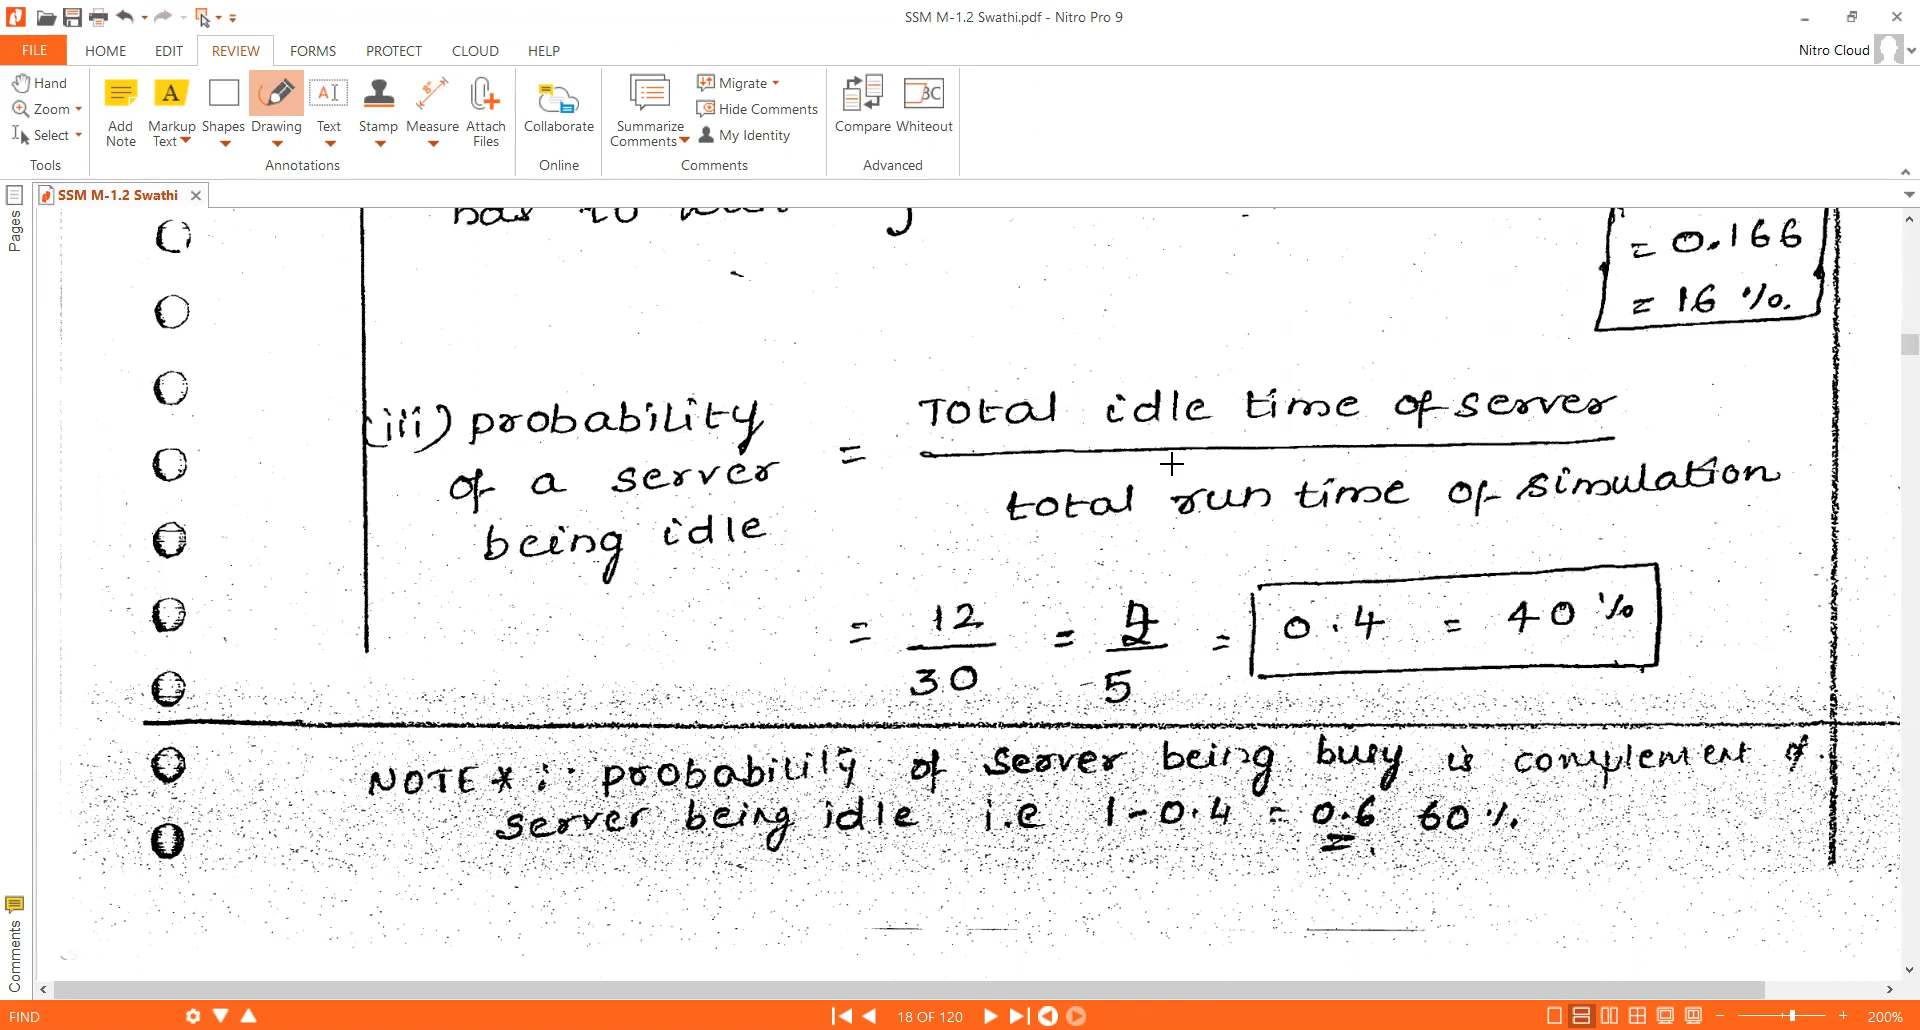 SSM M-1.2 Swathi.pdf - Nitro Pro 9
FILE HOME EDIT REVIEW FORMS PROTECT CLOUD HELP
Nitro Cloud
Hand
Zoom
Select
Tools
Add Note
Markup Text
Shapes
Drawing
Text
Stamp
Measure
Attach Files
Annotations
Collaborate
Online
Summarize Comments
Migrate
Hide Comments
My Identity
Comments
Compare
Whiteout
Advanced
SSM M-1.2 Swathi
Pages
has to
= 0.166
= 16 %.
(iii) probability
of a server
being idle
= Total idle time of server
total run time of simulation
= 12/30 = 2/5 = 0.4 = 40%
NOTE * : probability of server being busy is complement of
server being idle i.e 1-0.4 = 0.6 60%.
Comments
FIND
18 OF 120
200%